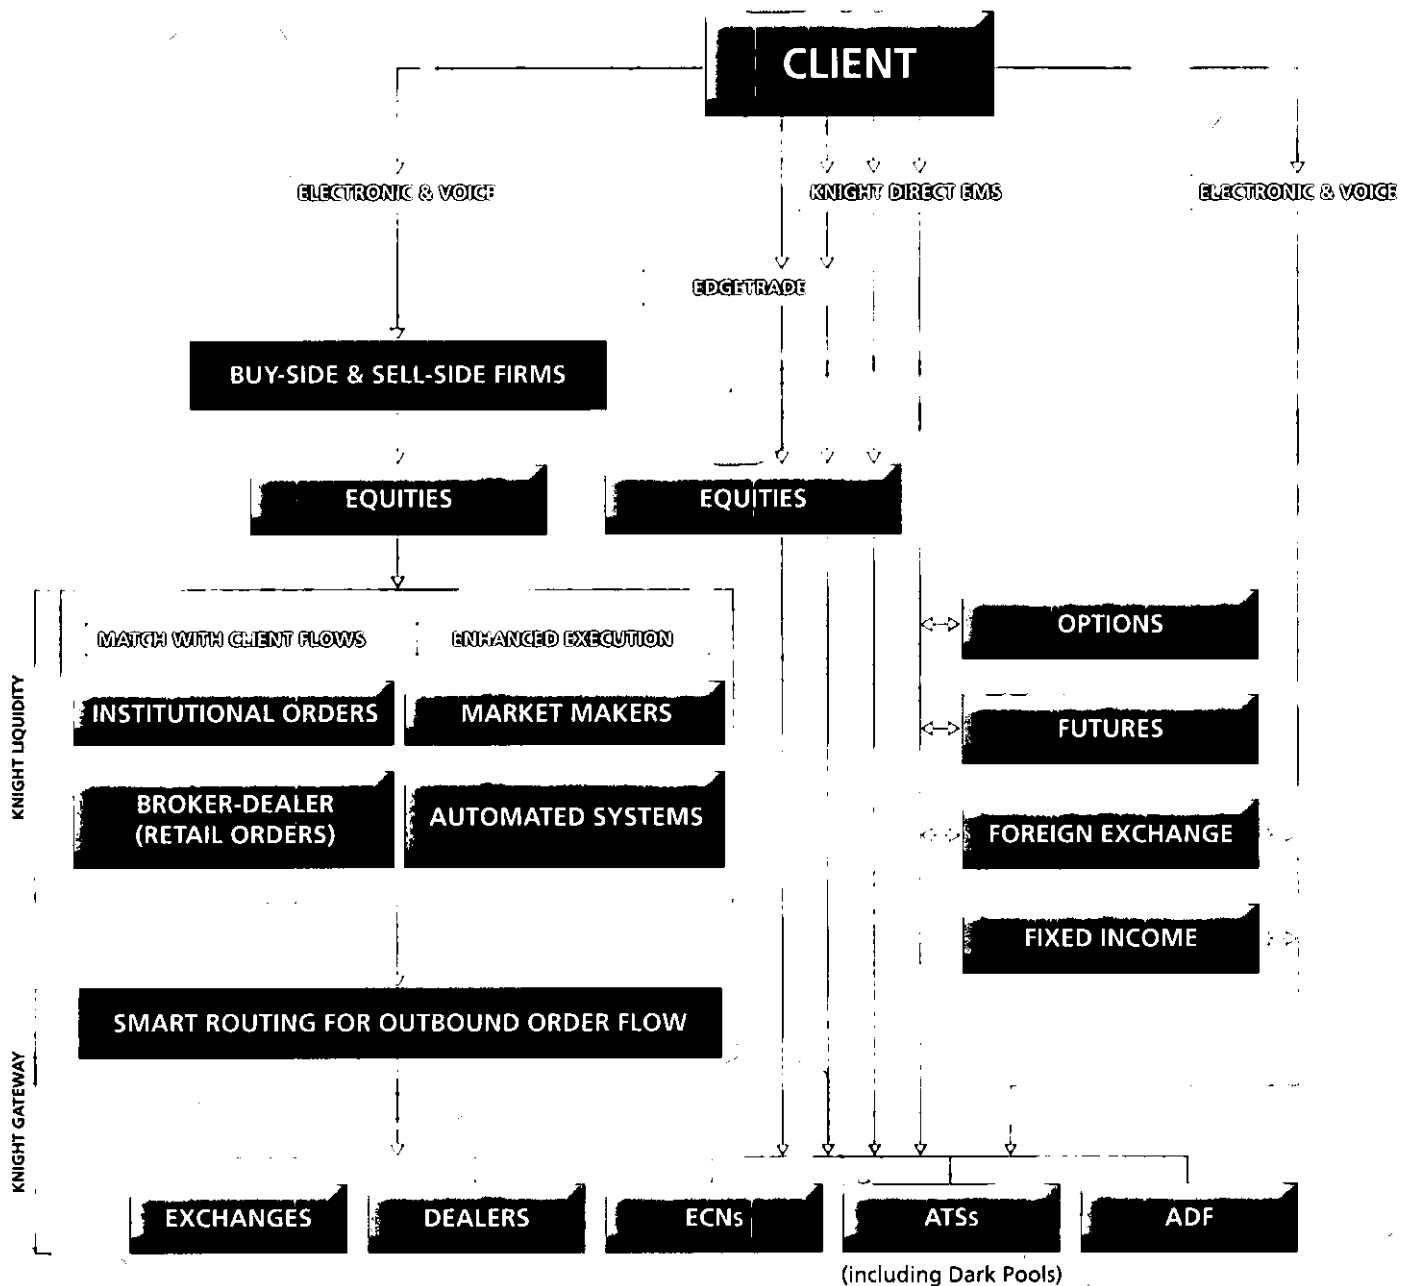 CLIENT
ELECTRONIC & VOICE
KNIGHT DIRECT EMS
ELECTRONIC & VOICE
EDGETRADE
BUY-SIDE & SELL-SIDE FIRMS
EQUITIES
EQUITIES
MATCH WITH CLIENT FLOWS
ENHANCED EXECUTION
OPTIONS
KNIGHT LIQUIDITY
INSTITUTIONAL ORDERS
MARKET MAKERS
FUTURES
BROKER-DEALER
(RETAIL ORDERS)
AUTOMATED SYSTEMS
FOREIGN EXCHANGE
FIXED INCOME
SMART ROUTING FOR OUTBOUND ORDER FLOW
KNIGHT GATEWAY
EXCHANGES
DEALERS
ECNs
ATSs
ADF
(including Dark Pools)